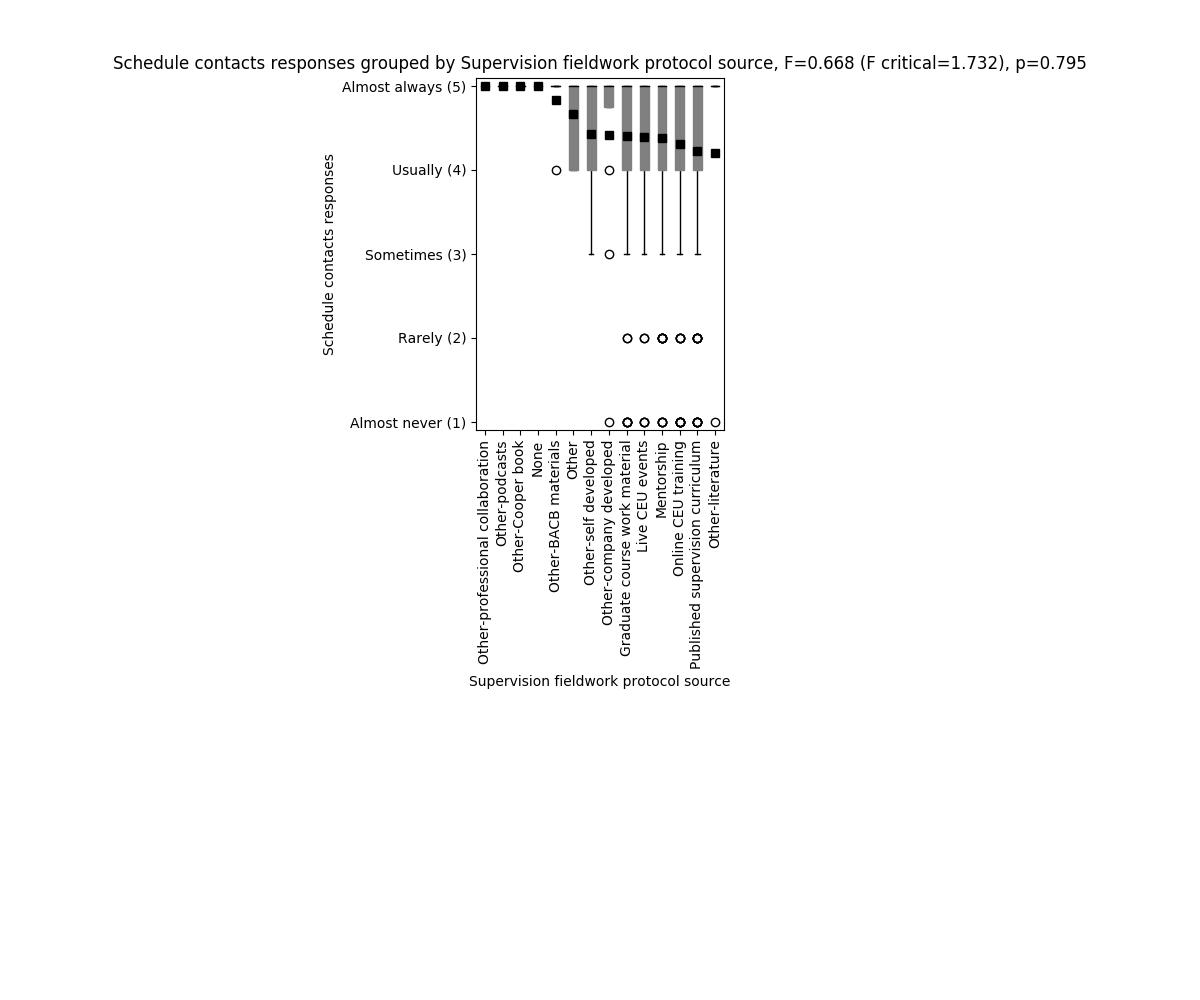 Schedule contacts responses grouped by Supervision fieldwork protocol source, F=0.668 (F critical=1.732), p=0.795
Schedule contacts responses
Almost always (5)
Usually (4)
Sometimes (3)
Rarely (2)
Almost never (1)
Other-professional collaboration
Other-podcasts
Other-Cooper book
None
Other-BACB materials
Other
Other-self developed
Other-company developed
Graduate course work material
Live CEU events
Mentorship
Online CEU training
Published supervision curriculum
Other-literature
Supervision fieldwork protocol source